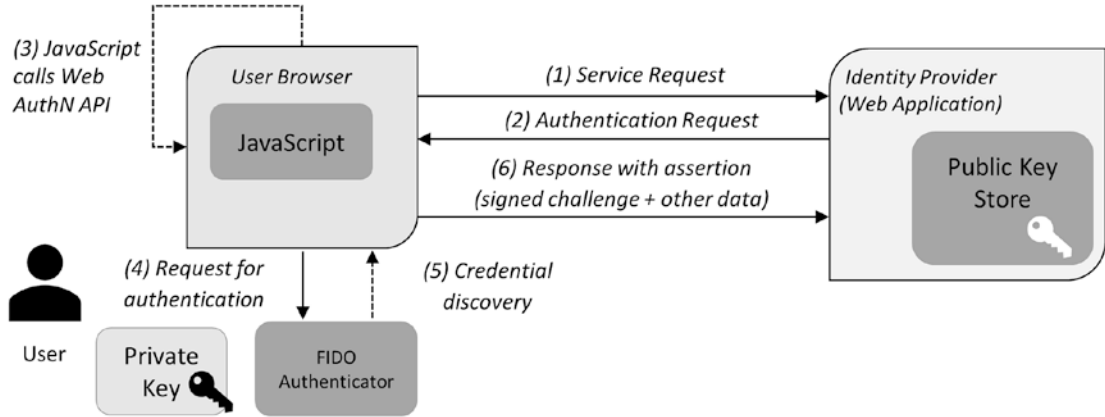 (3) JavaScript
calls Web
AuthN API
User Browser
JavaScript
(1) Service Request
(2) Authentication Request
(6) Response with assertion
(signed challenge + other data)
Identity Provider
(Web Application)
Public Key
Store
(4) Request for
authentication
(5) Credential
discovery
User
Private
Key
FIDO
Authenticator